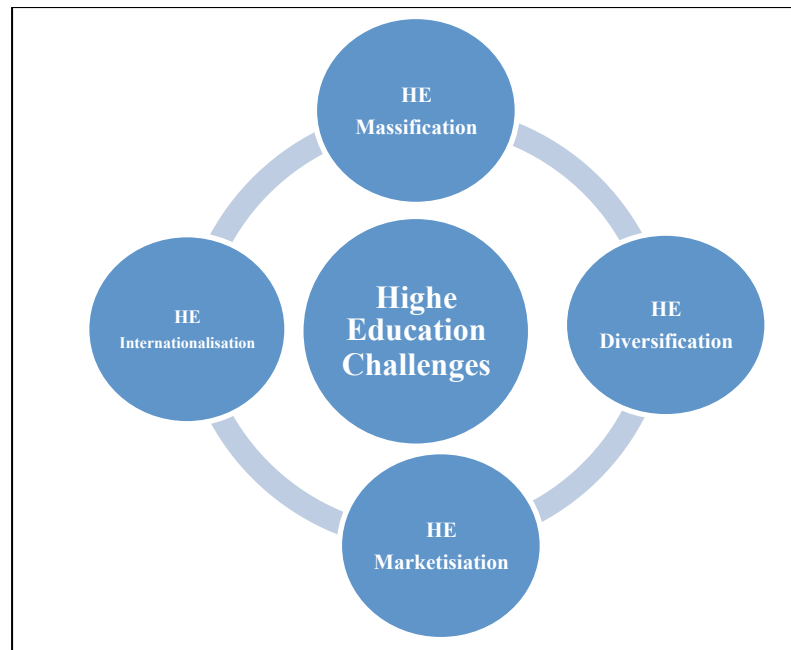 HE
Massification
HE
Internationalisation
Highe
Education
Challenges
HE
Diversification
HE
Marketisiation